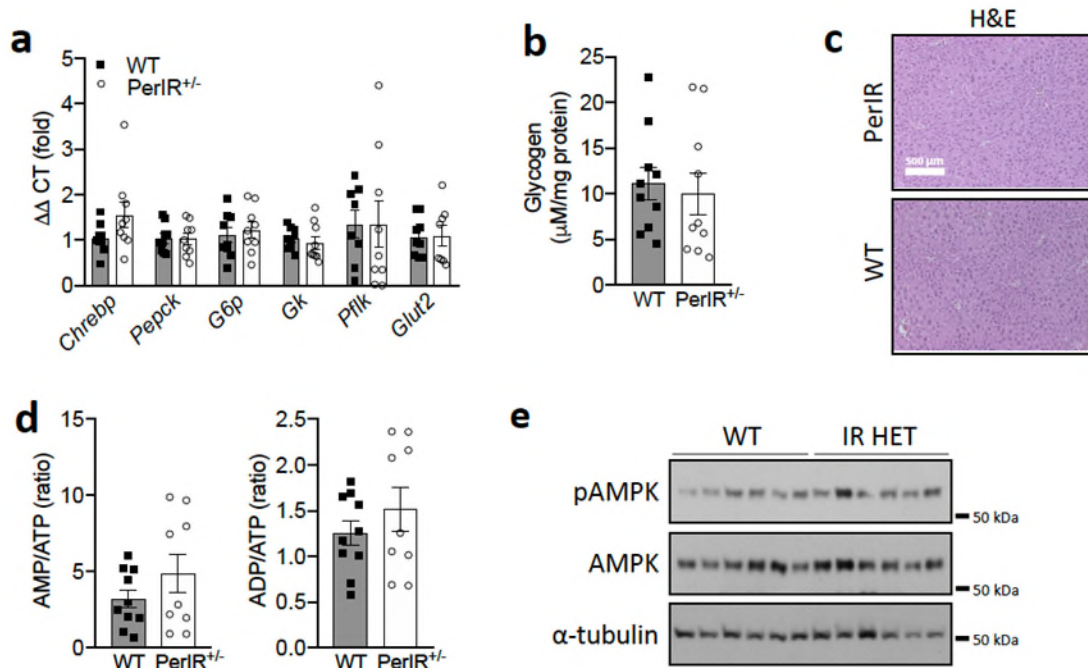 a
ΔΔ CT (fold)
5
4
3
2
1
0
WT
PerIR+/-
Chrebp
Pepck
G6p
Gk
Pflk
Glut2
b
Glycogen
(μM/mg protein)
25
20
15
10
5
0
WT
PerIR+/-
c
H&E
PerIR
500 μm
WT
d
AMP/ATP (ratio)
15
10
5
0
WT
PerIR+/-
ADP/ATP (ratio)
2.5
2.0
1.5
1.0
0.5
0.0
WT
PerIR+/-
e
WT
IR HET
pAMPK
50 kDa
AMPK
50 kDa
α-tubulin
50 kDa